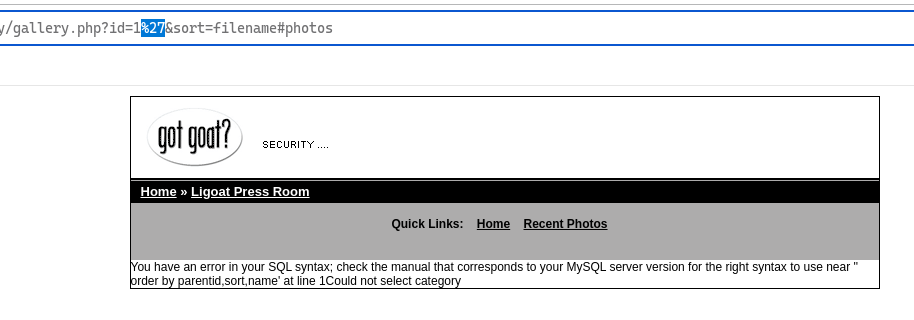 y/gallery.php?id=1%27&sort=filename#photos
got goat?
SECURITY ....
Home » Ligoat Press Room
Quick Links: Home Recent Photos
You have an error in your SQL syntax; check the manual that corresponds to your MySQL server version for the right syntax to use near ''
order by parentid,sort,name' at line 1Could not select category